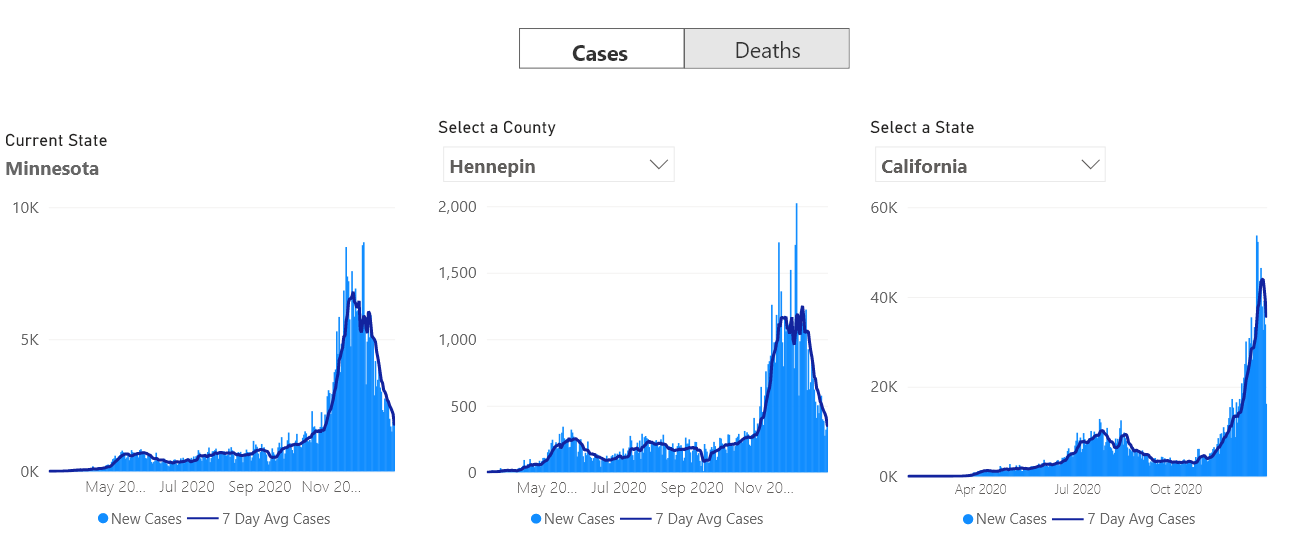 Cases
Deaths
Current State
Minnesota
10K
5K
0K
May 20...
Jul 2020
Sep 2020
Nov 20...
New Cases
7 Day Avg Cases
Select a County
Hennepin
2,000
1,500
1,000
500
0
May 20...
Jul 2020
Sep 2020
Nov 20...
New Cases
7 Day Avg Cases
Select a State
California
60K
40K
20K
0K
Apr 2020
Jul 2020
Oct 2020
New Cases
7 Day Avg Cases